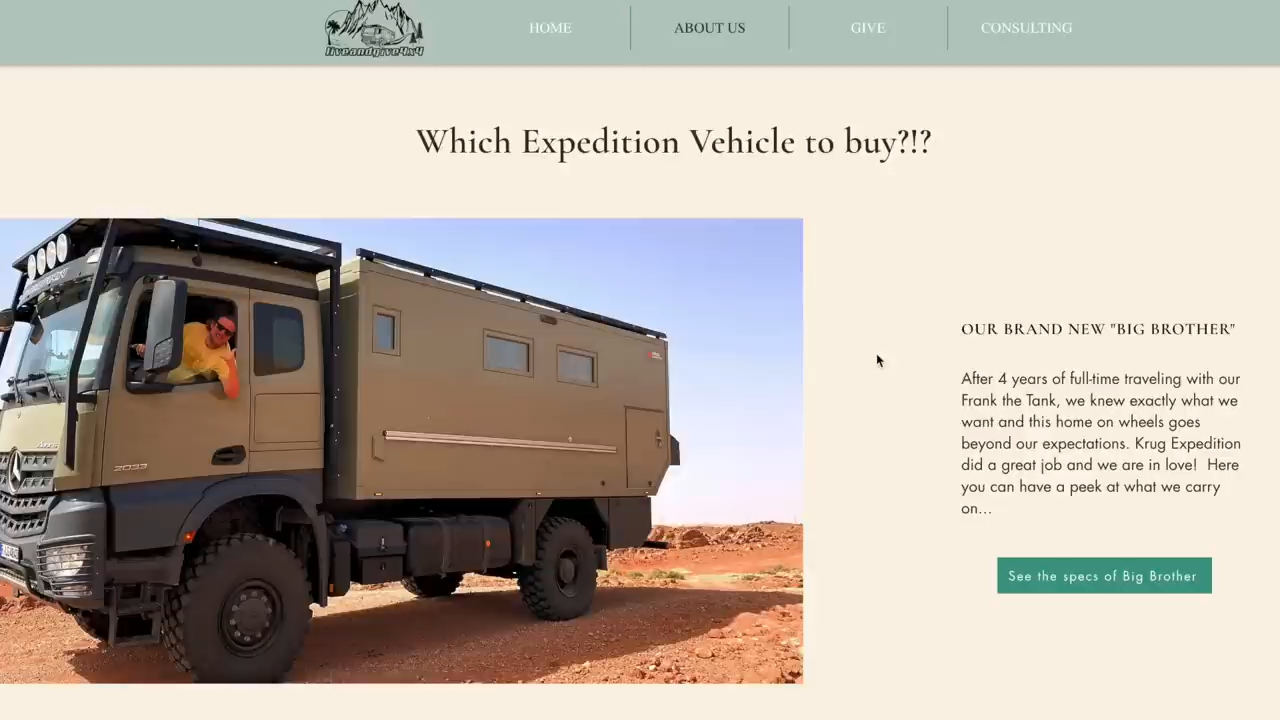 liveandgive4x4
HOME
ABOUT US
GIVE
CONSULTING
Which Expedition Vehicle to buy?!?
OUR BRAND NEW "BIG BROTHER"
After 4 years of full-time traveling with our
Frank the Tank, we knew exactly what we
want and this home on wheels goes
beyond our expectations. Krug Expedition
did a great job and we are in love!  Here
you can have a peek at what we carry
on...
See the specs of Big Brother
Arocs
2033